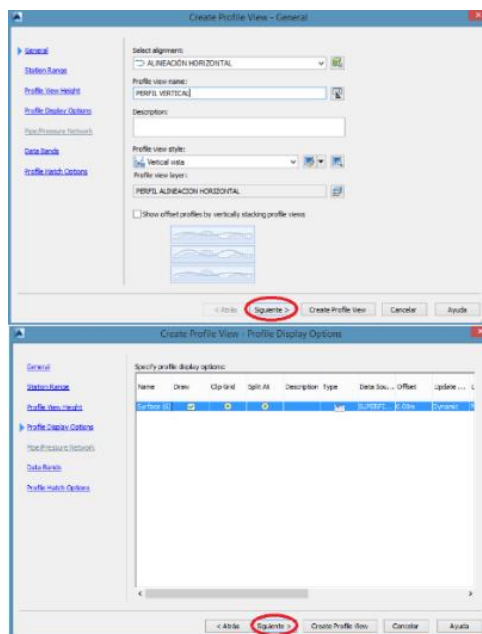 Create Profile View - General
General
Station Range
Profile View Height
Profile Display Options
Pipe/Pressure Network
Data Bands
Profile Hatch Options
Select alignment:
ALINEACIÓN HORIZONTAL
Profile view name:
PERFIL VERTICAL
Description:
Profile view style:
Vertical vista
Profile view layer:
PERFIL ALINEACION HORIZONTAL
Show offset profiles by vertically stacking profile views
< Atrás Siguiente > Create Profile View Cancelar Ayuda
Create Profile View - Profile Display Options
General
Station Range
Profile View Height
Profile Display Options
Pipe/Pressure Network
Data Bands
Profile Hatch Options
Specify profile display options:
Name Draw Clip Grid Split At Description Type Data Sou... Offset Update ... L
Surface (6) SUPERFI... 0.00m Dynamic
< Atrás Siguiente > Create Profile View Cancelar Ayuda